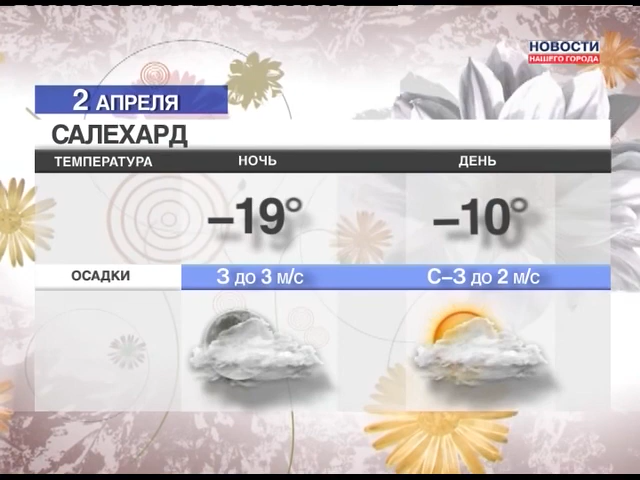 НОВОСТИ
НАШЕГО ГОРОДА
2 АПРЕЛЯ
САЛЕХАРД
ТЕМПЕРАТУРА НОЧЬ ДЕНЬ
–19° –10°
ОСАДКИ З ДО 3 М/С С–З ДО 2 М/С